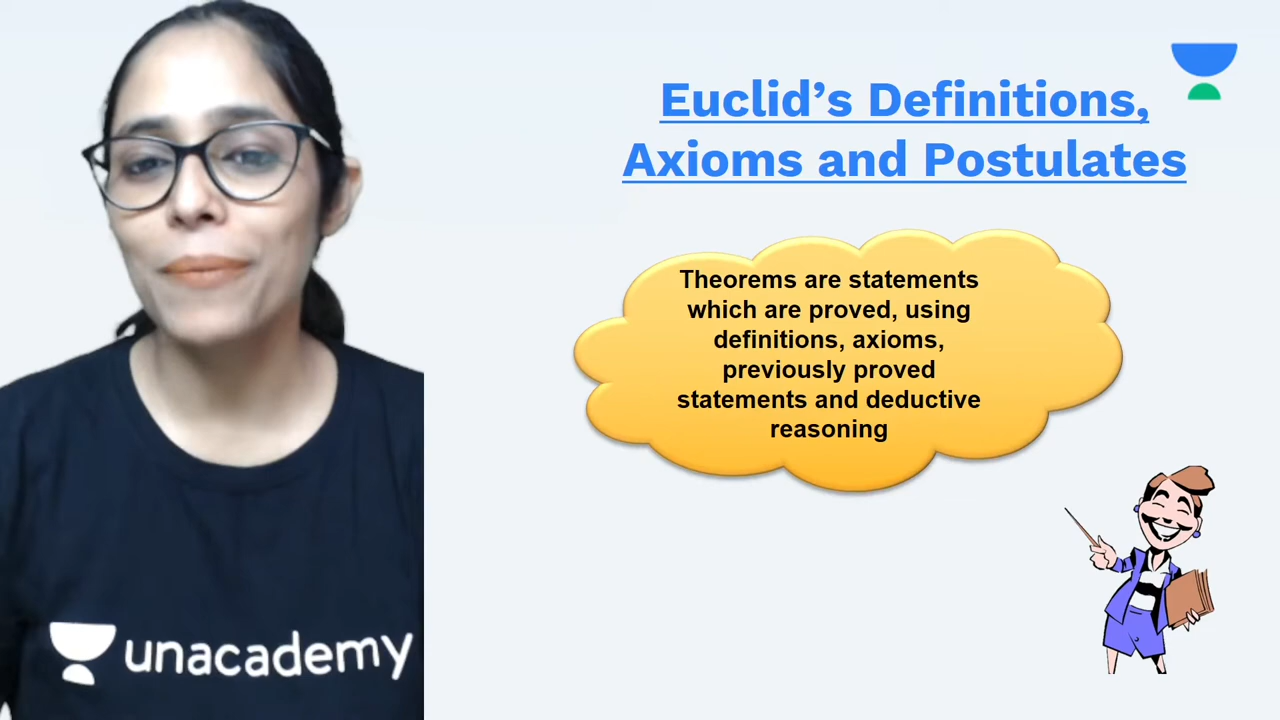 Euclid’s Definitions,
Axioms and Postulates
Theorems are statements
which are proved, using
definitions, axioms,
previously proved
statements and deductive
reasoning
unacademy